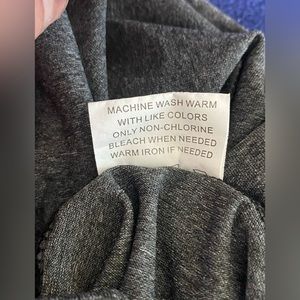 MACHINE WASH WARM
WITH LIKE COLORS
ONLY NON-CHLORINE
BLEACH WHEN NEEDED
WARM IRON IF NEEDED